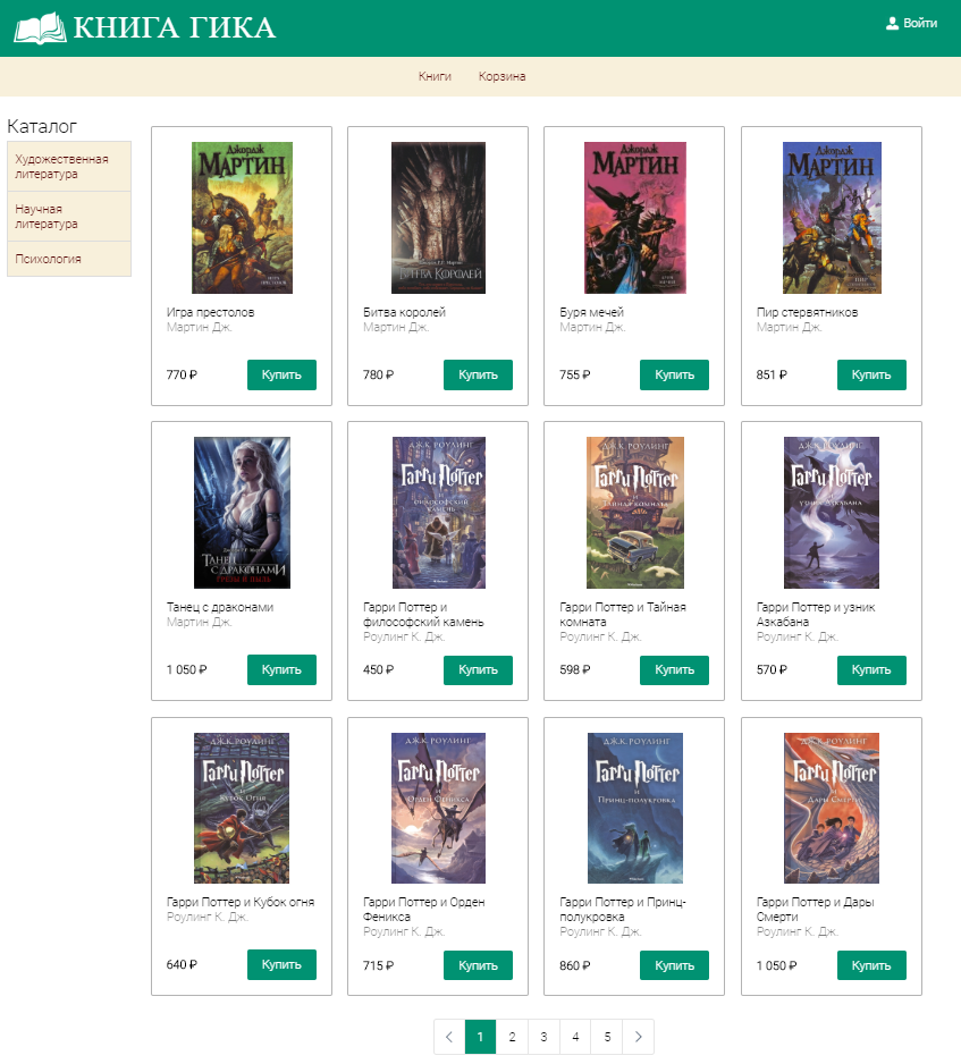 КНИГА ГИКА
Войти
Книги Корзина
Каталог
Художественная
литература
Научная
литература
Психология
Джордж
МАРТИН
Игра престолов
Мартин Дж.
770 ₽ Купить
БИТВА КОРОЛЕЙ
Битва королей
Мартин Дж.
780 ₽ Купить
Джордж
МАРТИН
Буря мечей
Мартин Дж.
755 ₽ Купить
Джордж
МАРТИН
Пир стервятников
Мартин Дж.
851 ₽ Купить
ТАНЕЦ
С ДРАКОНАМИ
ГРЕЗЫ И ПЫЛЬ
Танец с драконами
Мартин Дж.
1 050 ₽ Купить
ДЖ.К. РОУЛИНГ
Гарри Поттер
и
ФИЛОСОФСКИЙ
КАМЕНЬ
Гарри Поттер и
философский камень
Роулинг К. Дж.
450 ₽ Купить
ДЖ.К. РОУЛИНГ
Гарри Поттер
и
ТАЙНАЯ КОМНАТА
Гарри Поттер и Тайная
комната
Роулинг К. Дж.
598 ₽ Купить
ДЖ.К. РОУЛИНГ
Гарри Поттер
и
УЗНИК АЗКАБАНА
Гарри Поттер и узник
Азкабана
Роулинг К. Дж.
570 ₽ Купить
ДЖ.К. РОУЛИНГ
Гарри Поттер
и
КУБОК ОГНЯ
Гарри Поттер и Кубок огня
Роулинг К. Дж.
640 ₽ Купить
ДЖ.К. РОУЛИНГ
Гарри Поттер
и
ОРДЕН ФЕНИКСА
Гарри Поттер и Орден
Феникса
Роулинг К. Дж.
715 ₽ Купить
ДЖ.К. РОУЛИНГ
Гарри Поттер
и
ПРИНЦ-ПОЛУКРОВКА
Гарри Поттер и Принц-
полукровка
Роулинг К. Дж.
860 ₽ Купить
ДЖ.К. РОУЛИНГ
Гарри Поттер
и
ДАРЫ СМЕРТИ
Гарри Поттер и Дары
Смерти
Роулинг К. Дж.
1 050 ₽ Купить
1 2 3 4 5